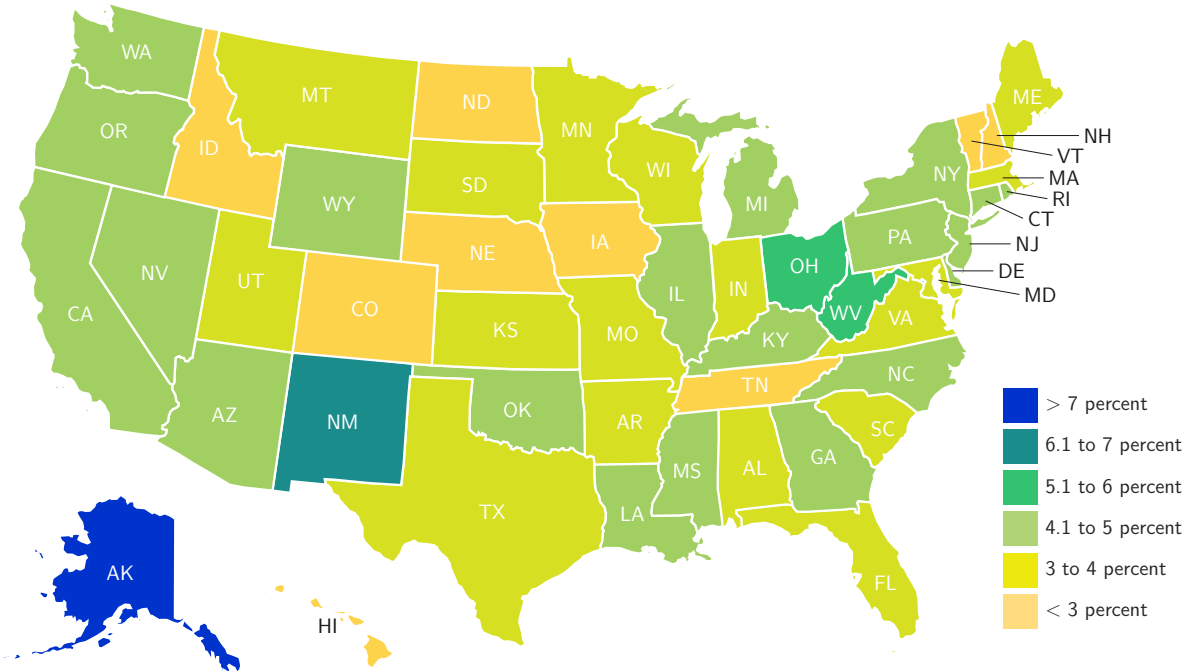 WA
MT
ND
ME
OR
ID
MN
NH
VT
SD
WI
NY
MA
RI
WY
MI
CT
NV
UT
NE
IA
PA
NJ
OH
DE
CA
CO
IL
IN
MD
KS
MO
KY
WV
VA
AZ
NM
OK
AR
TN
NC
SC
MS
AL
GA
TX
LA
FL
AK
HI
> 7 percent
6.1 to 7 percent
5.1 to 6 percent
4.1 to 5 percent
3 to 4 percent
< 3 percent